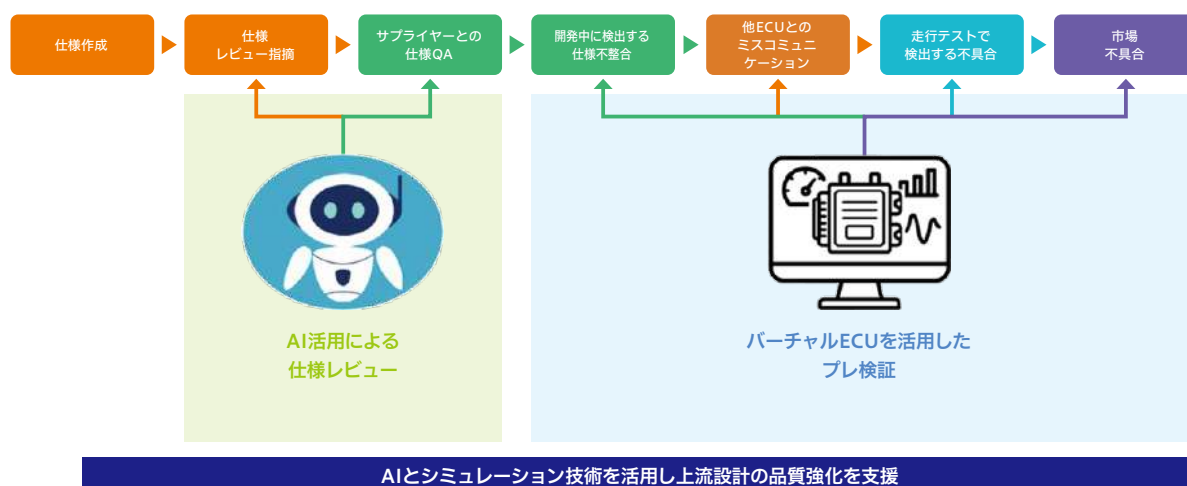 仕様作成
仕様
レビュー指摘
サプライヤーとの
仕様QA
開発中に検出する
仕様不整合
他ECUとの
ミスコミュニ
ケーション
走行テストで
検出する不具合
市場
不具合
AI活用による
仕様レビュー
バーチャルECUを活用した
プレ検証
AIとシミュレーション技術を活用し上流設計の品質強化を支援